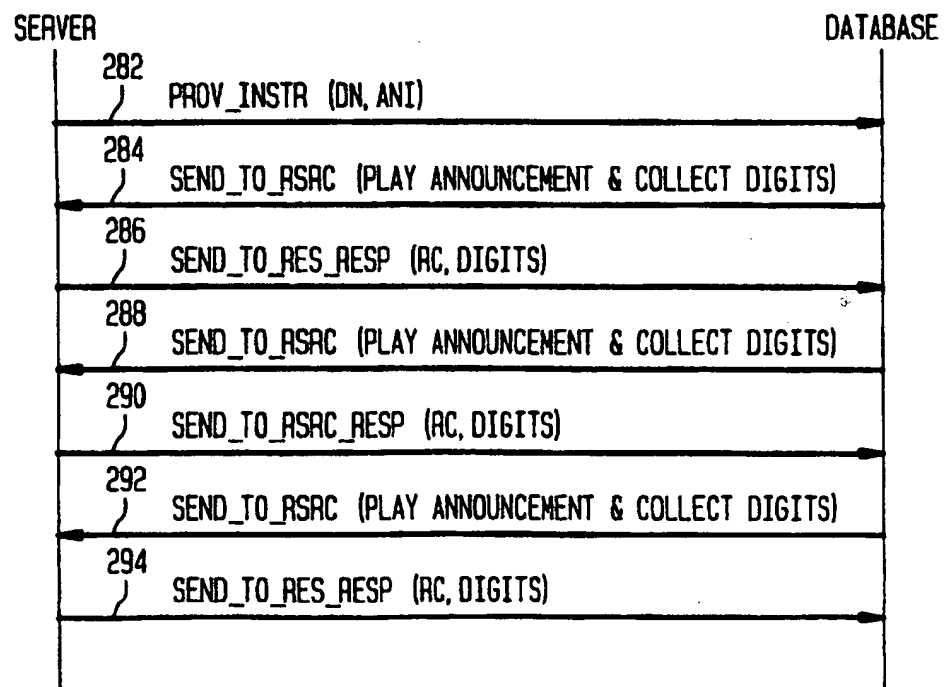 SERVER DATABASE
282
PROV_INSTR (DN, ANI)
284
SEND_TO_RSRC (PLAY ANNOUNCEMENT & COLLECT DIGITS)
286
SEND_TO_RES_RESP (RC, DIGITS)
288
SEND_TO_RSRC (PLAY ANNOUNCEMENT & COLLECT DIGITS)
290
SEND_TO_RSRC_RESP (RC, DIGITS)
292
SEND_TO_RSRC (PLAY ANNOUNCEMENT & COLLECT DIGITS)
294
SEND_TO_RES_RESP (RC, DIGITS)